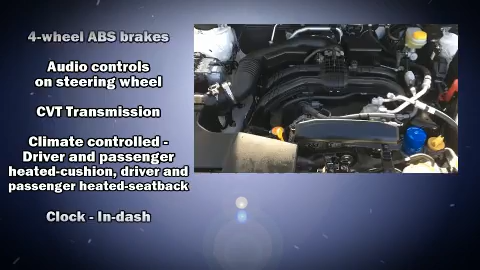 4-wheel ABS brakes
Audio controls
on steering wheel
CVT Transmission
Climate controlled -
Driver and passenger
heated-cushion, driver and
passenger heated-seatback
Clock - In-dash